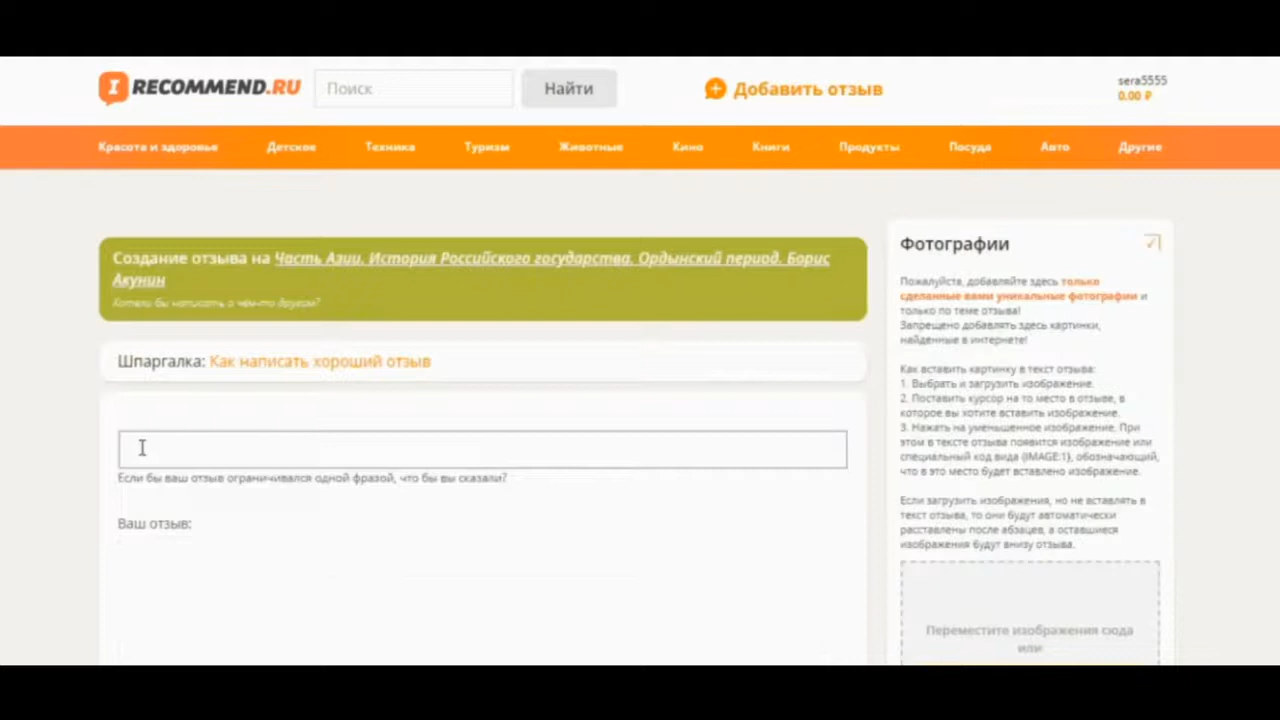 I RECOMMEND.RU
Поиск
Найти
Добавить отзыв
sera5555
0.00 ₽
Красота и здоровье Детское Техника Туризм Животные Кино Книги Продукты Посуда Авто Другие
Создание отзыва на Часть Азии. История Российского государства. Ордынский период. Борис
Акунин
Хотели бы написать о чём-то другом?
Шпаргалка: Как написать хороший отзыв
Если бы ваш отзыв ограничивался одной фразой, что бы вы сказали?
Ваш отзыв:
Фотографии
Пожалуйста, добавляйте здесь только
сделанные вами уникальные фотографии и
только по теме отзыва!
Запрещено добавлять здесь картинки,
найденные в интернете!
Как вставить картинку в текст отзыва:
1. Выбрать и загрузить изображение.
2. Поставить курсор на то место в отзыве, в
которое вы хотите вставить изображение.
3. Нажать на уменьшенное изображение. При
этом в тексте отзыва появится изображение или
специальный код вида {IMAGE:1}, обозначающий,
что в это место будет вставлено изображение.
Если загрузить изображения, но не вставлять в
текст отзыва, то они будут автоматически
расставлены после абзацев, а оставшиеся
изображения будут внизу отзыва.
Переместите изображения сюда
или